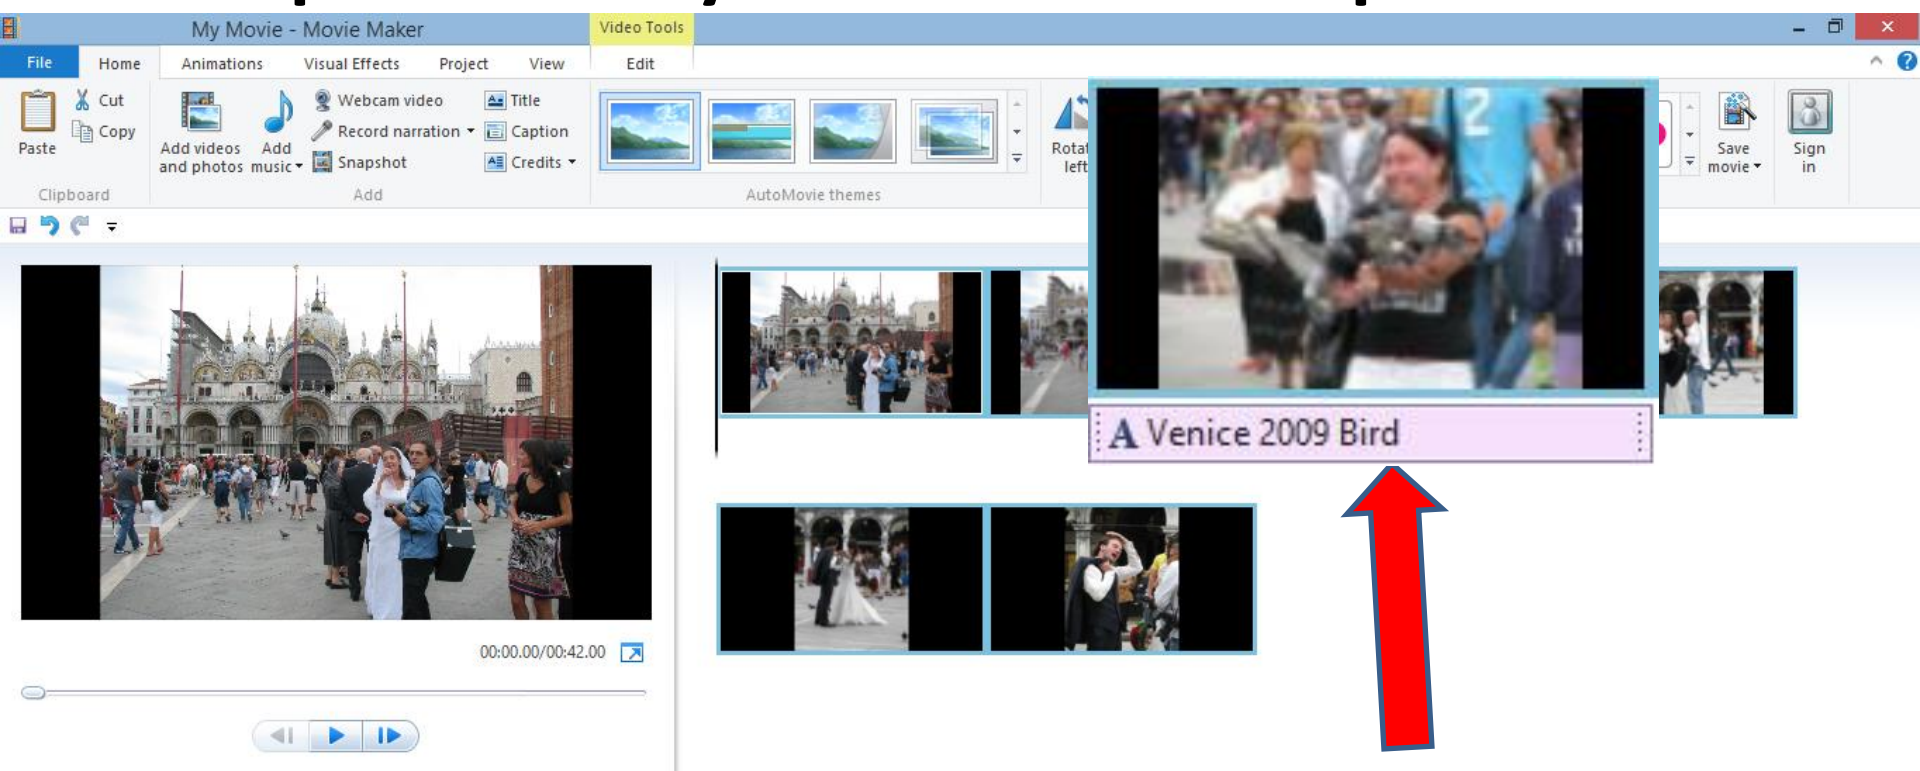 My Movie - Movie Maker
Video Tools
File
Home
Animations
Visual Effects
Project
View
Edit
Paste
Cut
Copy
Clipboard
Add videos
and photos
Add
music
Webcam video
Record narration
Snapshot
Title
Caption
Credits
Add
AutoMovie themes
left
Save
movie
Sign
in
2
A Venice 2009 Bird
00:00.00/00:42.00